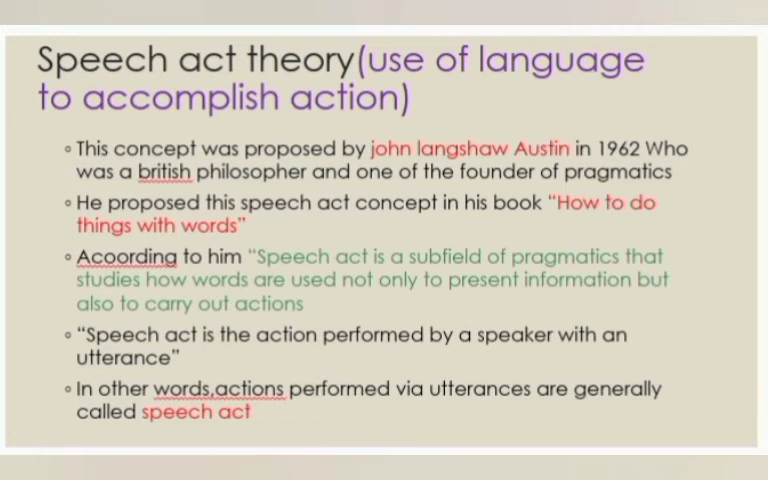 Speech act theory(use of language
to accomplish action)
◦ This concept was proposed by john langshaw Austin in 1962 Who
was a british philosopher and one of the founder of pragmatics
◦ He proposed this speech act concept in his book “How to do
things with words”
◦ Acoording to him “Speech act is a subfield of pragmatics that
studies how words are used not only to present information but
also to carry out actions
◦ “Speech act is the action performed by a speaker with an
utterance”
◦ In other words,actions performed via utterances are generally
called speech act